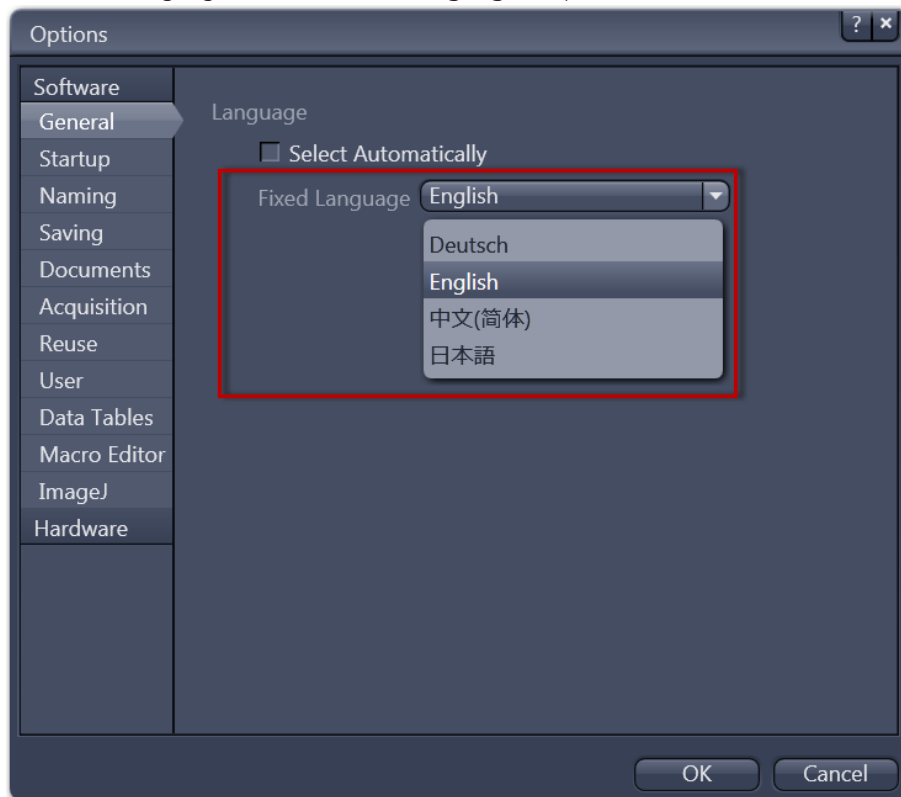 Options
? ×
Software
General
Startup
Naming
Saving
Documents
Acquisition
Reuse
User
Data Tables
Macro Editor
ImageJ
Hardware
Language
Select Automatically
Fixed Language English
Deutsch
English
中文(简体)
日本語
OK Cancel